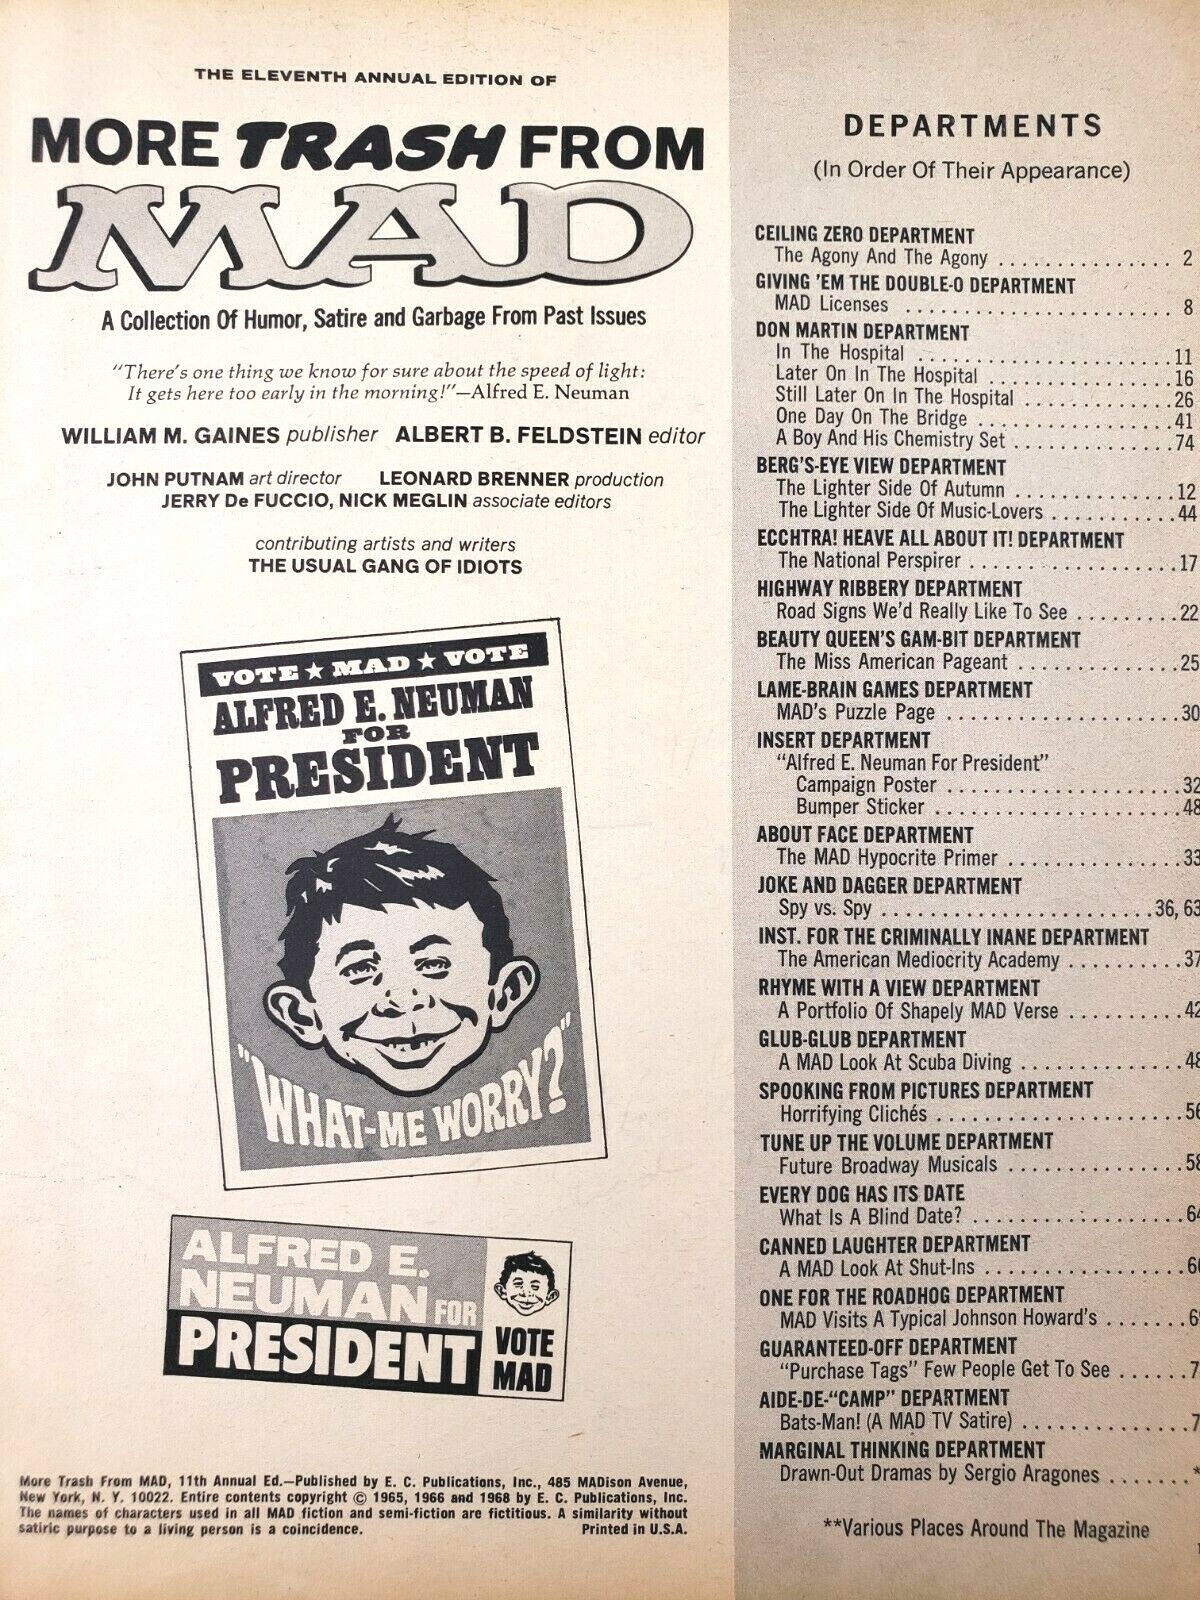 THE ELEVENTH ANNUAL EDITION OF
MORE TRASH FROM
MAD
A Collection Of Humor, Satire and Garbage From Past Issues
"There's one thing we know for sure about the speed of light:
It gets here too early in the morning!"—Alfred E. Neuman
WILLIAM M. GAINES publisher ALBERT B. FELDSTEIN editor
JOHN PUTNAM art director LEONARD BRENNER production
JERRY De FUCCIO, NICK MEGLIN associate editors
contributing artists and writers
THE USUAL GANG OF IDIOTS
VOTE ★ MAD ★ VOTE
ALFRED E. NEUMAN
FOR
PRESIDENT
"WHAT-ME WORRY?"
ALFRED E.
NEUMAN FOR
PRESIDENT
VOTE
MAD
More Trash From MAD, 11th Annual Ed.—Published by E. C. Publications, Inc., 485 MADison Avenue,
New York, N. Y. 10022. Entire contents copyright © 1965, 1966 and 1968 by E. C. Publications, Inc.
The names of characters used in all MAD fiction and semi-fiction are fictitious. A similarity without
satiric purpose to a living person is a coincidence. Printed in U.S.A.
DEPARTMENTS
(In Order Of Their Appearance)
CEILING ZERO DEPARTMENT
The Agony And The Agony . . . . . . . . . . . . . . . 2
GIVING 'EM THE DOUBLE-O DEPARTMENT
MAD Licenses . . . . . . . . . . . . . . . . . . . . . . . 8
DON MARTIN DEPARTMENT
In The Hospital . . . . . . . . . . . . . . . . . . . . . 11
Later On In The Hospital . . . . . . . . . . . . . . . 16
Still Later On In The Hospital . . . . . . . . . . . . 26
One Day On The Bridge . . . . . . . . . . . . . . . . 41
A Boy And His Chemistry Set . . . . . . . . . . . . . 74
BERG'S-EYE VIEW DEPARTMENT
The Lighter Side Of Autumn . . . . . . . . . . . . . 12
The Lighter Side Of Music-Lovers . . . . . . . . . . 44
ECCHTRA! HEAVE ALL ABOUT IT! DEPARTMENT
The National Perspirer . . . . . . . . . . . . . . . . . 17
HIGHWAY RIBBERY DEPARTMENT
Road Signs We'd Really Like To See . . . . . . . . . 22
BEAUTY QUEEN'S GAM-BIT DEPARTMENT
The Miss American Pageant . . . . . . . . . . . . . . 25
LAME-BRAIN GAMES DEPARTMENT
MAD's Puzzle Page . . . . . . . . . . . . . . . . . . . 30
INSERT DEPARTMENT
"Alfred E. Neuman For President"
Campaign Poster . . . . . . . . . . . . . . . . . . . 32
Bumper Sticker . . . . . . . . . . . . . . . . . . . . 48
ABOUT FACE DEPARTMENT
The MAD Hypocrite Primer . . . . . . . . . . . . . . 33
JOKE AND DAGGER DEPARTMENT
Spy vs. Spy . . . . . . . . . . . . . . . . . . . . . . 36, 63
INST. FOR THE CRIMINALLY INANE DEPARTMENT
The American Mediocrity Academy . . . . . . . . . . 37
RHYME WITH A VIEW DEPARTMENT
A Portfolio Of Shapely MAD Verse . . . . . . . . . . 42
GLUB-GLUB DEPARTMENT
A MAD Look At Scuba Diving . . . . . . . . . . . . . 48
SPOOKING FROM PICTURES DEPARTMENT
Horrifying Clichés . . . . . . . . . . . . . . . . . . . 56
TUNE UP THE VOLUME DEPARTMENT
Future Broadway Musicals . . . . . . . . . . . . . . . 58
EVERY DOG HAS ITS DATE
What Is A Blind Date? . . . . . . . . . . . . . . . . . 64
CANNED LAUGHTER DEPARTMENT
A MAD Look At Shut-Ins . . . . . . . . . . . . . . . .
ONE FOR THE ROADHOG DEPARTMENT
MAD Visits A Typical Johnson Howard's . . . . . . .
GUARANTEED-OFF DEPARTMENT
"Purchase Tags" Few People Get To See . . . . . .
AIDE-DE-"CAMP" DEPARTMENT
Bats-Man! (A MAD TV Satire) . . . . . . . . . . . . .
MARGINAL THINKING DEPARTMENT
Drawn-Out Dramas by Sergio Aragones . . . . . . . *
**Various Places Around The Magazine